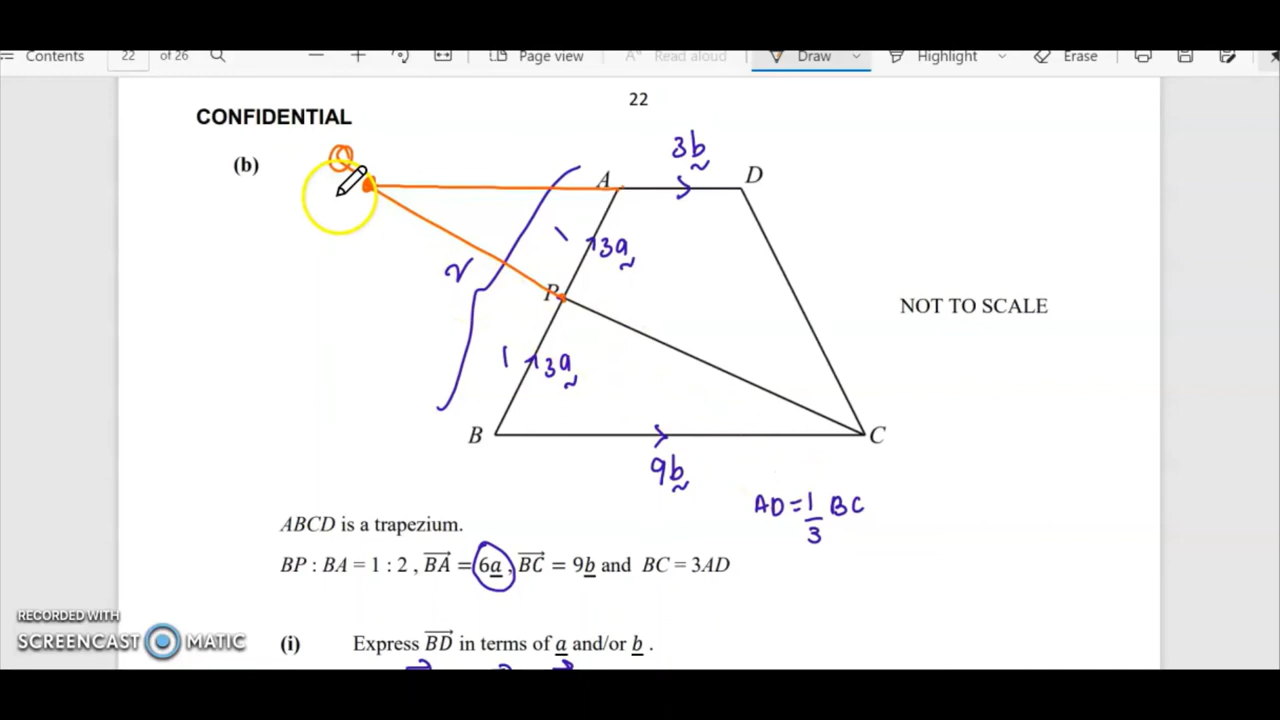 Contents 22 of 26 Page view Read aloud Draw Highlight Erase
22
CONFIDENTIAL
(b)
Q
3b
A
D
1
3a
2
P
NOT TO SCALE
1
3a
B
C
9b
AD = 1/3 BC
ABCD is a trapezium.
BP : BA = 1 : 2 , BA = 6a , BC = 9b and BC = 3AD
RECORDED WITH
SCREENCAST MATIC
(i) Express BD in terms of a and/or b .